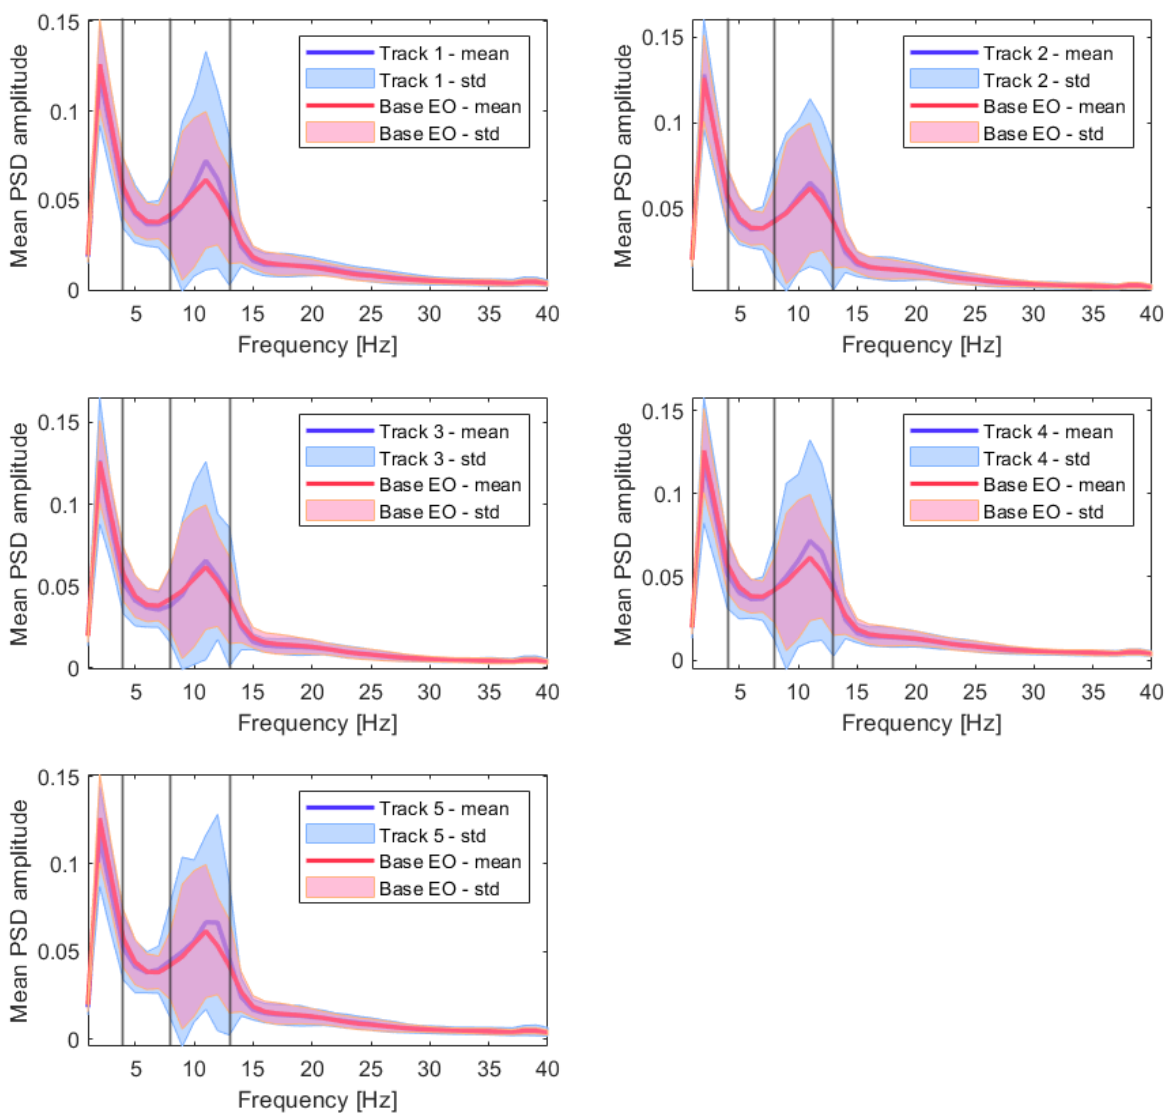 0.15
0.1
0.05
0
Mean PSD amplitude
Track 1 - mean
Track 1 - std
Base EO - mean
Base EO - std
5 10 15 20 25 30 35 40
Frequency [Hz]
0.15
0.1
0.05
Mean PSD amplitude
Track 2 - mean
Track 2 - std
Base EO - mean
Base EO - std
5 10 15 20 25 30 35 40
Frequency [Hz]
0.15
0.1
0.05
0
Mean PSD amplitude
Track 3 - mean
Track 3 - std
Base EO - mean
Base EO - std
5 10 15 20 25 30 35 40
Frequency [Hz]
0.15
0.1
0.05
0
Mean PSD amplitude
Track 4 - mean
Track 4 - std
Base EO - mean
Base EO - std
5 10 15 20 25 30 35 40
Frequency [Hz]
0.15
0.1
0.05
0
Mean PSD amplitude
Track 5 - mean
Track 5 - std
Base EO - mean
Base EO - std
5 10 15 20 25 30 35 40
Frequency [Hz]